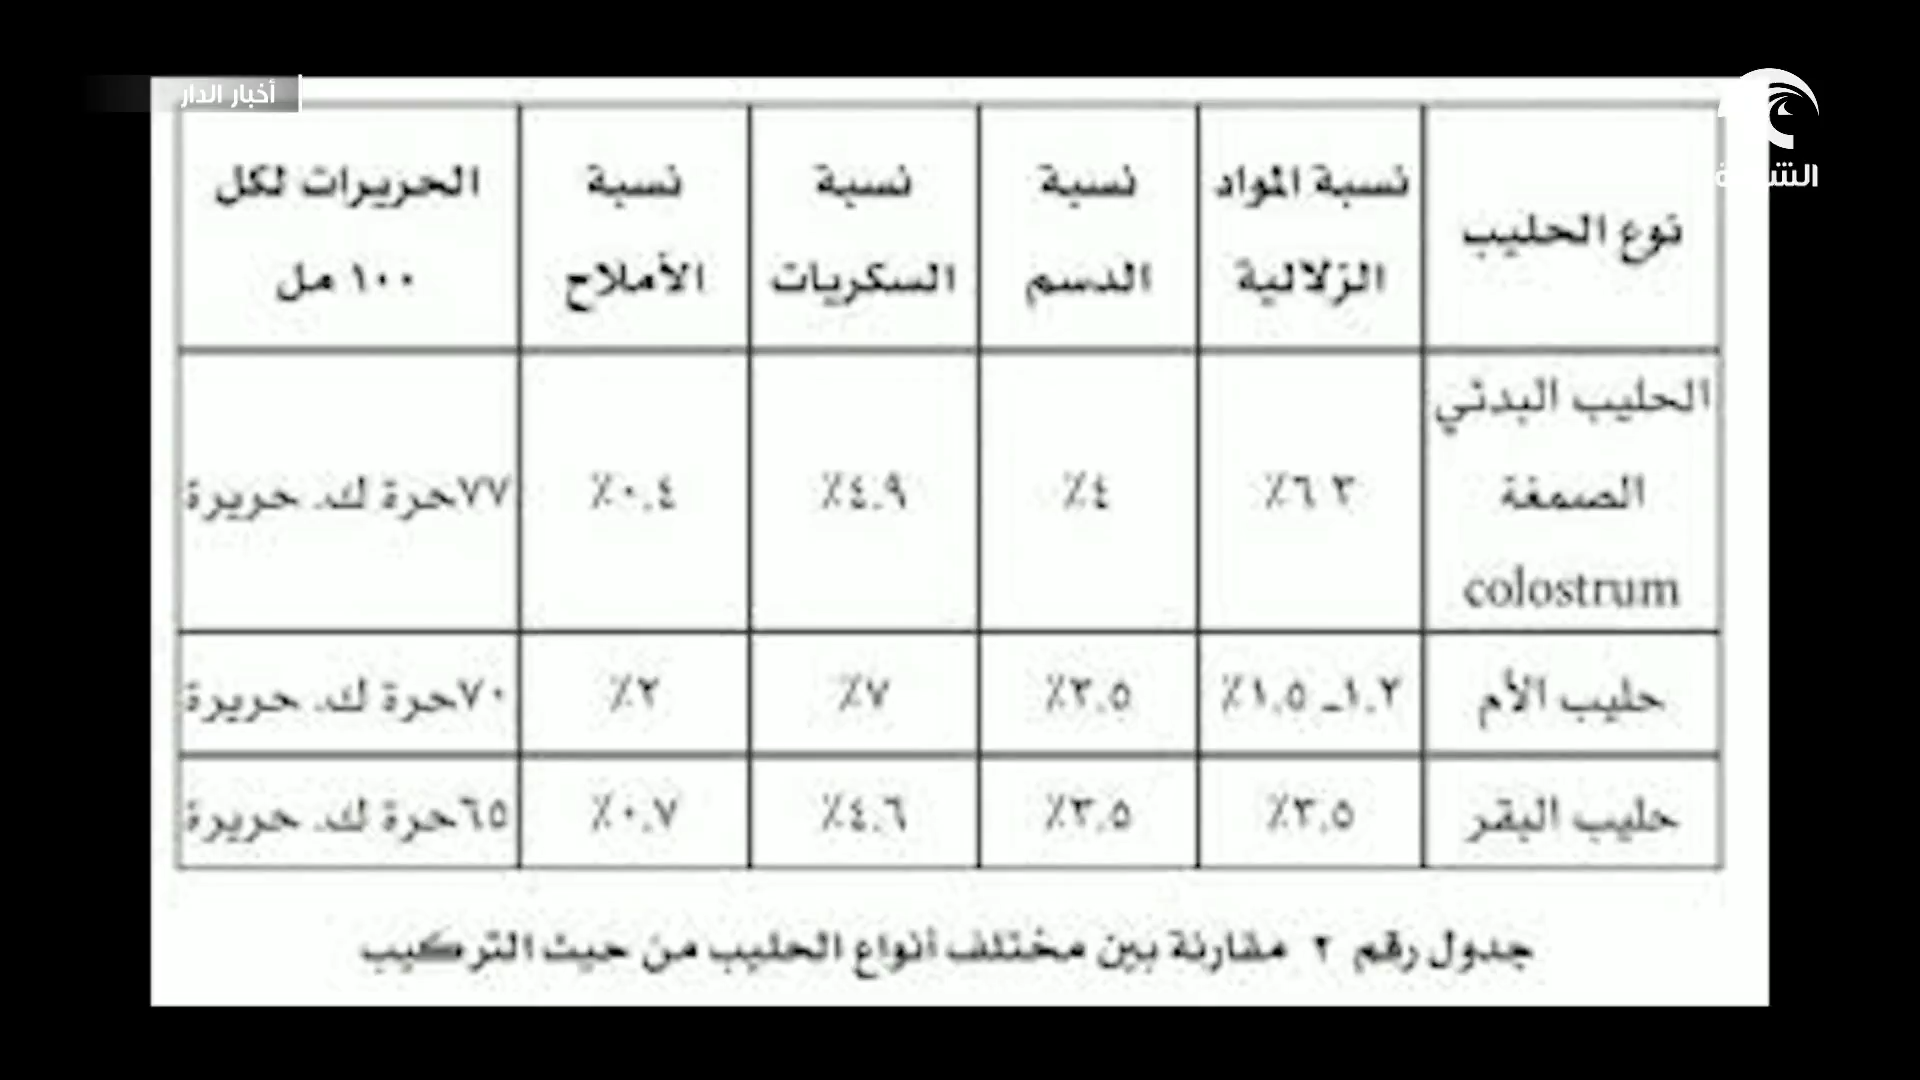 أخبار الدار
نوع الحليب
نسبة المواد
الزلالية
نسبة
الدسم
نسبة
السكريات
نسبة
الأملاح
الحريرات لكل
١٠٠ مل
الحليب البدئي
الصمغة
colostrum
٤٪
٤.٩٪
٠.٤٪
٧٧حرة ك. حريرة
حليب الأم
١.٢ـ ١.٥٪
٣.٥٪
٧٪
٢٪
٧٠حرة ك. حريرة
حليب البقر
٣.٥٪
٣.٥٪
٤.٦٪
٠.٧٪
٦٥حرة ك. حريرة
جدول رقم ٢ مقارنة بين مختلف أنواع الحليب من حيث التركيب